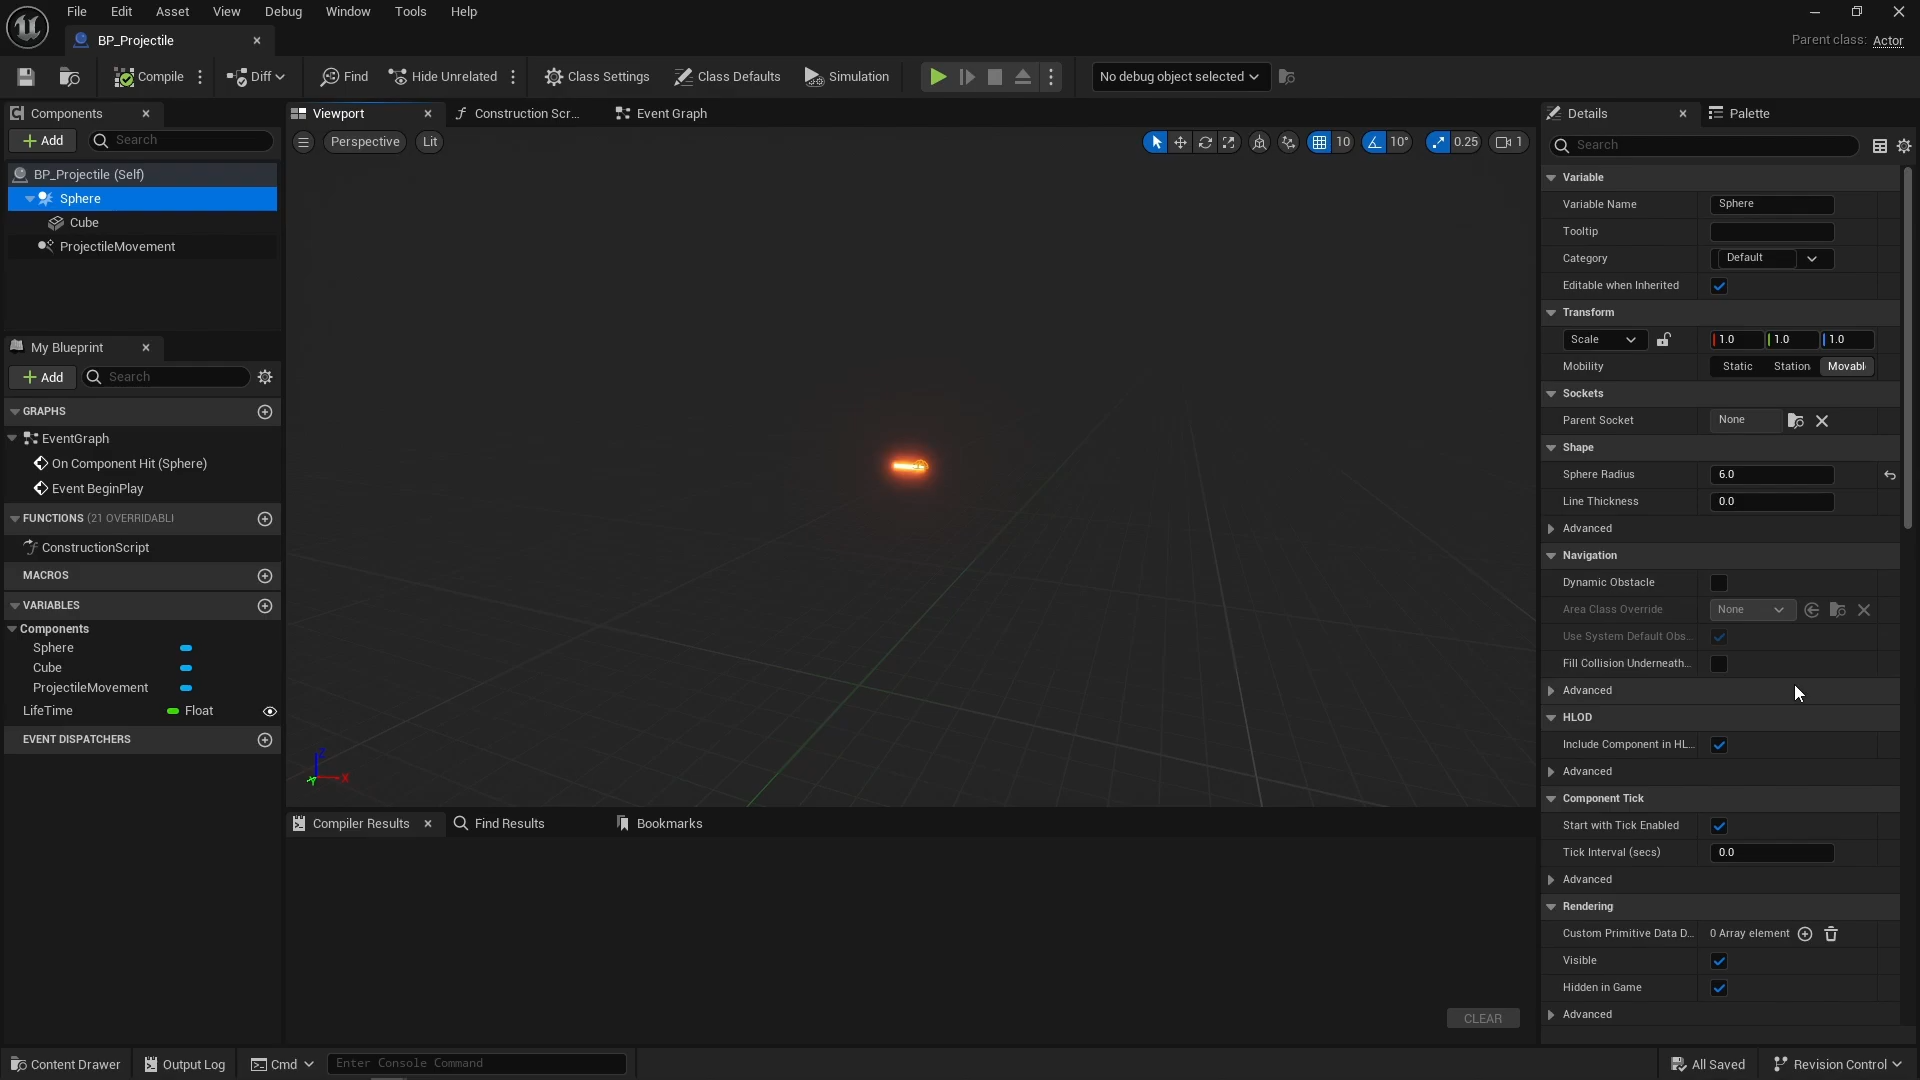 File Edit Asset View Debug Window Tools Help
BP_Projectile
Parent class: Actor
Compile Diff Find Hide Unrelated Class Settings Class Defaults Simulation No debug object selected
Components
Add Search
BP_Projectile (Self)
Sphere
Cube
ProjectileMovement
My Blueprint
Add Search
GRAPHS
EventGraph
On Component Hit (Sphere)
Event BeginPlay
FUNCTIONS (21 OVERRIDABLI
ConstructionScript
MACROS
VARIABLES
Components
Sphere
Cube
ProjectileMovement
LifeTime Float
EVENT DISPATCHERS
Viewport Construction Scr... Event Graph
Perspective Lit 10 10° 0.25 1
Z
X
Y
Compiler Results Find Results Bookmarks
CLEAR
Details Palette
Search
Variable
Variable Name Sphere
Tooltip
Category Default
Editable when Inherited
Transform
Scale 1.0 1.0 1.0
Mobility Static Station Movabl
Sockets
Parent Socket None
Shape
Sphere Radius 6.0
Line Thickness 0.0
Advanced
Navigation
Dynamic Obstacle
Area Class Override None
Use System Default Obs...
Fill Collision Underneath...
Advanced
HLOD
Include Component in HL...
Advanced
Component Tick
Start with Tick Enabled
Tick Interval (secs) 0.0
Advanced
Rendering
Custom Primitive Data D... 0 Array element
Visible
Hidden in Game
Advanced
Content Drawer Output Log Cmd Enter Console Command All Saved Revision Control